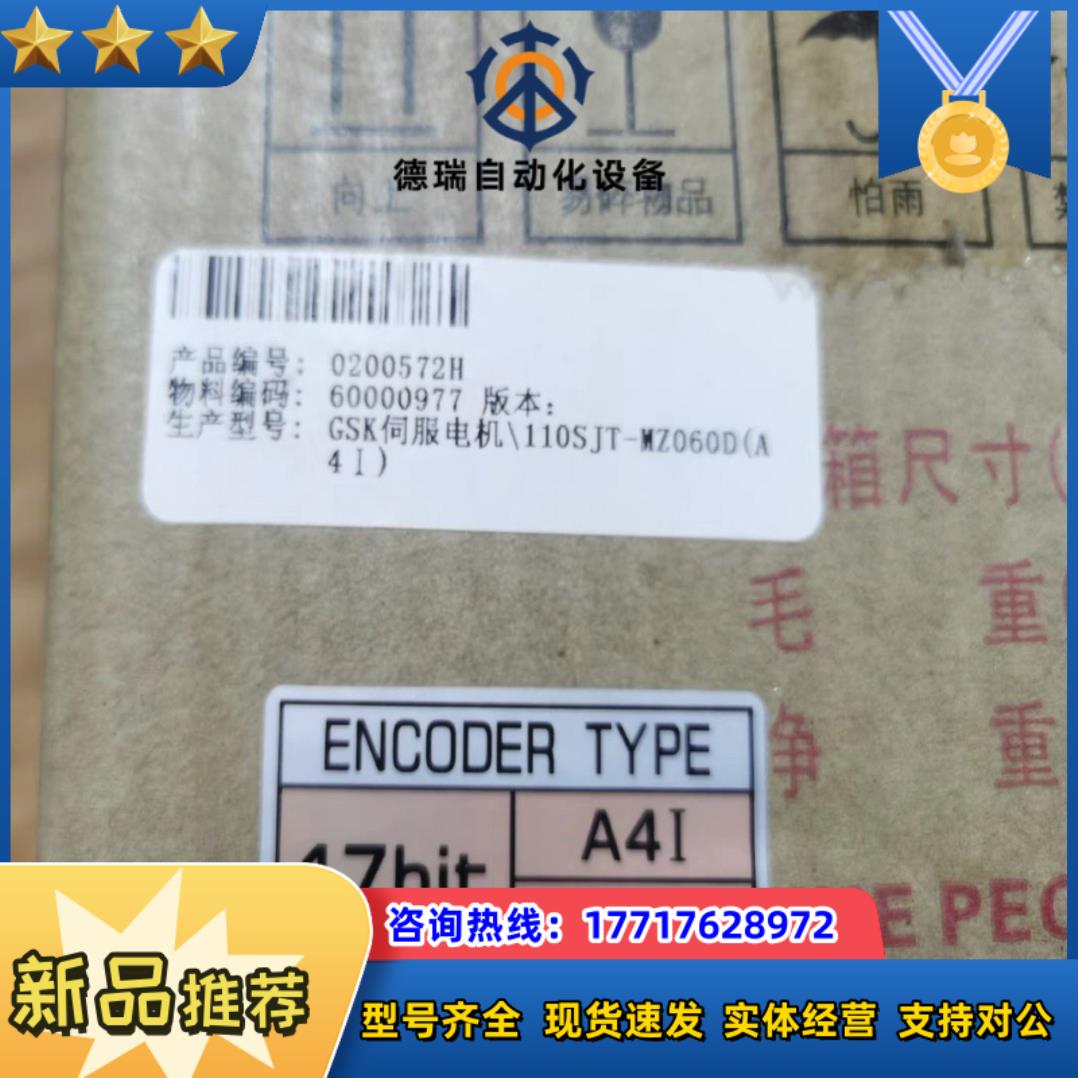 德瑞自动化设备
向上
易碎物品
怕雨
产品编号: 0200572H
物料编码: 60000977 版本:
生产型号: GSK伺服电机\110SJT-MZ060D(A
4I)
箱尺寸(
毛 重
净 重
ENCODER TYPE
17bit
A4I
咨询热线：17717628972
新品推荐
型号齐全 现货速发 实体经营 支持对公